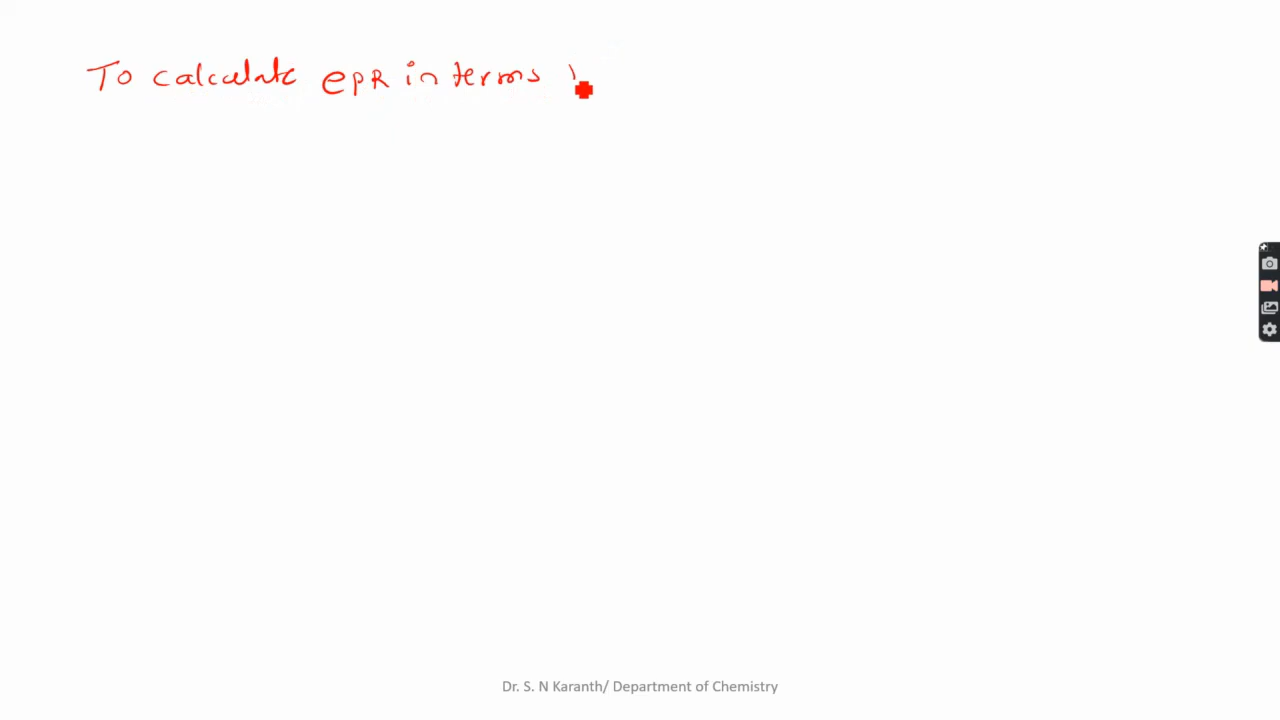 To calculate EPR in terms
Dr. S. N Karanth/ Department of Chemistry